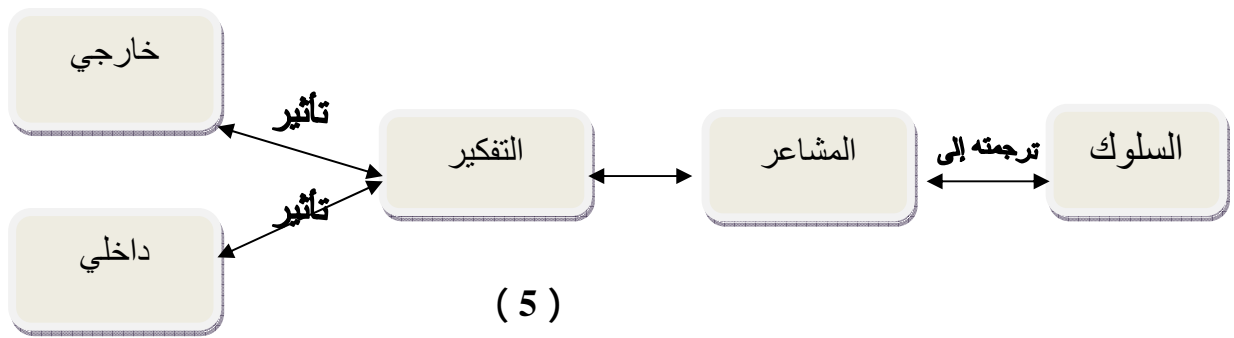 خارجي
تأثير
التفكير
المشاعر
ترجمته إلى
السلوك
تأثير
داخلي
( 5 )